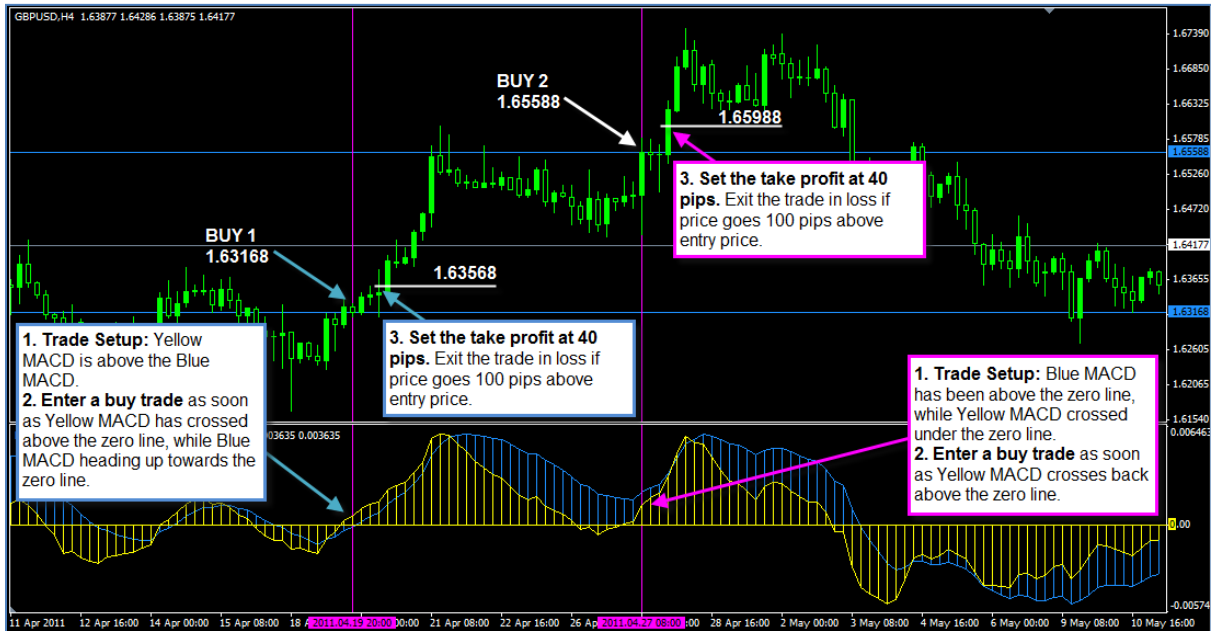 GBPUSD,H4 1.63877 1.64286 1.63875 1.64177
1.67390
1.66850
1.66325
1.65785
1.65588
1.65260
1.64720
1.64177
1.63655
1.63168
1.62605
1.62065
1.61540
BUY 2
1.65588
1.65988
3. Set the take profit at 40
pips. Exit the trade in loss if
price goes 100 pips above
entry price.
BUY 1
1.63168
1.63568
3. Set the take profit at 40
pips. Exit the trade in loss if
price goes 100 pips above
entry price.
1. Trade Setup: Yellow
MACD is above the Blue
MACD.
2. Enter a buy trade as soon
as Yellow MACD has crossed
above the zero line, while Blue
MACD heading up towards the
zero line.
1. Trade Setup: Blue MACD
has been above the zero line,
while Yellow MACD crossed
under the zero line.
2. Enter a buy trade as soon
as Yellow MACD crosses back
above the zero line.
003635 0.003635
0.006463
0.00
-0.00574
11 Apr 2011 12 Apr 16:00 14 Apr 00:00 15 Apr 08:00 18 A 2011.04.19 20:00 00:00 21 Apr 08:00 22 Apr 16:00 26 A 2011.04.27 08:00 :00 28 Apr 16:00 2 May 00:00 3 May 08:00 4 May 16:00 6 May 00:00 9 May 08:00 10 May 16:00